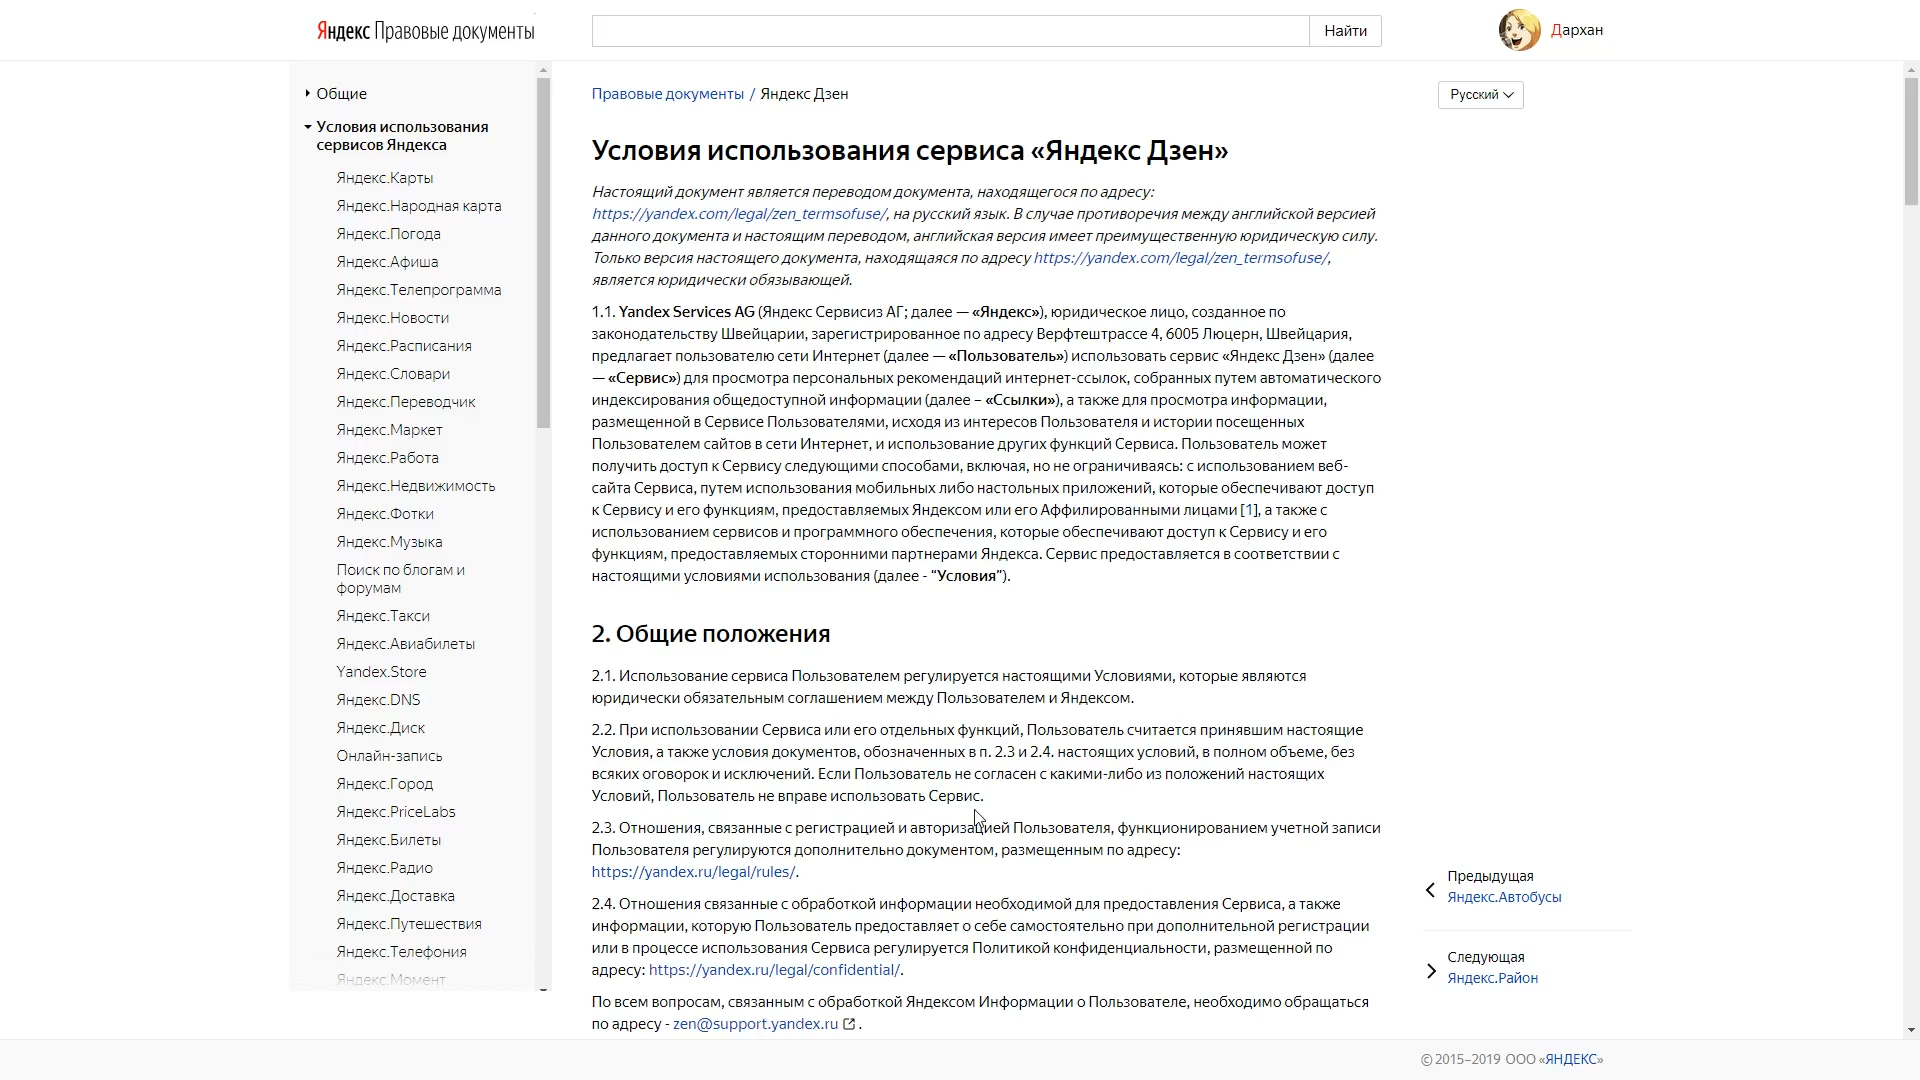 Яндекс Правовые документы
Найти
Дархан
Общие
Условия использования
сервисов Яндекса
Яндекс.Карты
Яндекс.Народная карта
Яндекс.Погода
Яндекс.Афиша
Яндекс.Телепрограмма
Яндекс.Новости
Яндекс.Расписания
Яндекс.Словари
Яндекс.Переводчик
Яндекс.Маркет
Яндекс.Работа
Яндекс.Недвижимость
Яндекс.Фотки
Яндекс.Музыка
Поиск по блогам и
форумам
Яндекс.Такси
Яндекс.Авиабилеты
Yandex.Store
Яндекс.DNS
Яндекс.Диск
Онлайн-запись
Яндекс.Город
Яндекс.PriceLabs
Яндекс.Билеты
Яндекс.Радио
Яндекс.Доставка
Яндекс.Путешествия
Яндекс.Телефония
Яндекс.Момент
Правовые документы / Яндекс Дзен
Русский
Условия использования сервиса «Яндекс Дзен»
Настоящий документ является переводом документа, находящегося по адресу:
https://yandex.com/legal/zen_termsofuse/, на русский язык. В случае противоречия между английской версией
данного документа и настоящим переводом, английская версия имеет преимущественную юридическую силу.
Только версия настоящего документа, находящаяся по адресу https://yandex.com/legal/zen_termsofuse/,
является юридически обязывающей.
1.1. Yandex Services AG (Яндекс Сервисиз АГ; далее — «Яндекс»), юридическое лицо, созданное по
законодательству Швейцарии, зарегистрированное по адресу Верфтештрассе 4, 6005 Люцерн, Швейцария,
предлагает пользователю сети Интернет (далее — «Пользователь») использовать сервис «Яндекс Дзен» (далее
— «Сервис») для просмотра персональных рекомендаций интернет-ссылок, собранных путем автоматического
индексирования общедоступной информации (далее – «Ссылки»), а также для просмотра информации,
размещенной в Сервисе Пользователями, исходя из интересов Пользователя и истории посещенных
Пользователем сайтов в сети Интернет, и использование других функций Сервиса. Пользователь может
получить доступ к Сервису следующими способами, включая, но не ограничиваясь: с использованием веб-
сайта Сервиса, путем использования мобильных либо настольных приложений, которые обеспечивают доступ
к Сервису и его функциям, предоставляемых Яндексом или его Аффилированными лицами [1], а также с
использованием сервисов и программного обеспечения, которые обеспечивают доступ к Сервису и его
функциям, предоставляемых сторонними партнерами Яндекса. Сервис предоставляется в соответствии с
настоящими условиями использования (далее - “Условия”).
2. Общие положения
2.1. Использование сервиса Пользователем регулируется настоящими Условиями, которые являются
юридически обязательным соглашением между Пользователем и Яндексом.
2.2. При использовании Сервиса или его отдельных функций, Пользователь считается принявшим настоящие
Условия, а также условия документов, обозначенных в п. 2.3 и 2.4. настоящих условий, в полном объеме, без
всяких оговорок и исключений. Если Пользователь не согласен с какими-либо из положений настоящих
Условий, Пользователь не вправе использовать Сервис.
2.3. Отношения, связанные с регистрацией и авторизацией Пользователя, функционированием учетной записи
Пользователя регулируются дополнительно документом, размещенным по адресу:
https://yandex.ru/legal/rules/.
2.4. Отношения связанные с обработкой информации необходимой для предоставления Сервиса, а также
информации, которую Пользователь предоставляет о себе самостоятельно при дополнительной регистрации
или в процессе использования Сервиса регулируется Политикой конфиденциальности, размещенной по
адресу: https://yandex.ru/legal/confidential/.
По всем вопросам, связанным с обработкой Яндексом Информации о Пользователе, необходимо обращаться
по адресу - zen@support.yandex.ru .
Предыдущая
Яндекс.Автобусы
Следующая
Яндекс.Район
© 2015–2019 ООО «ЯНДЕКС»